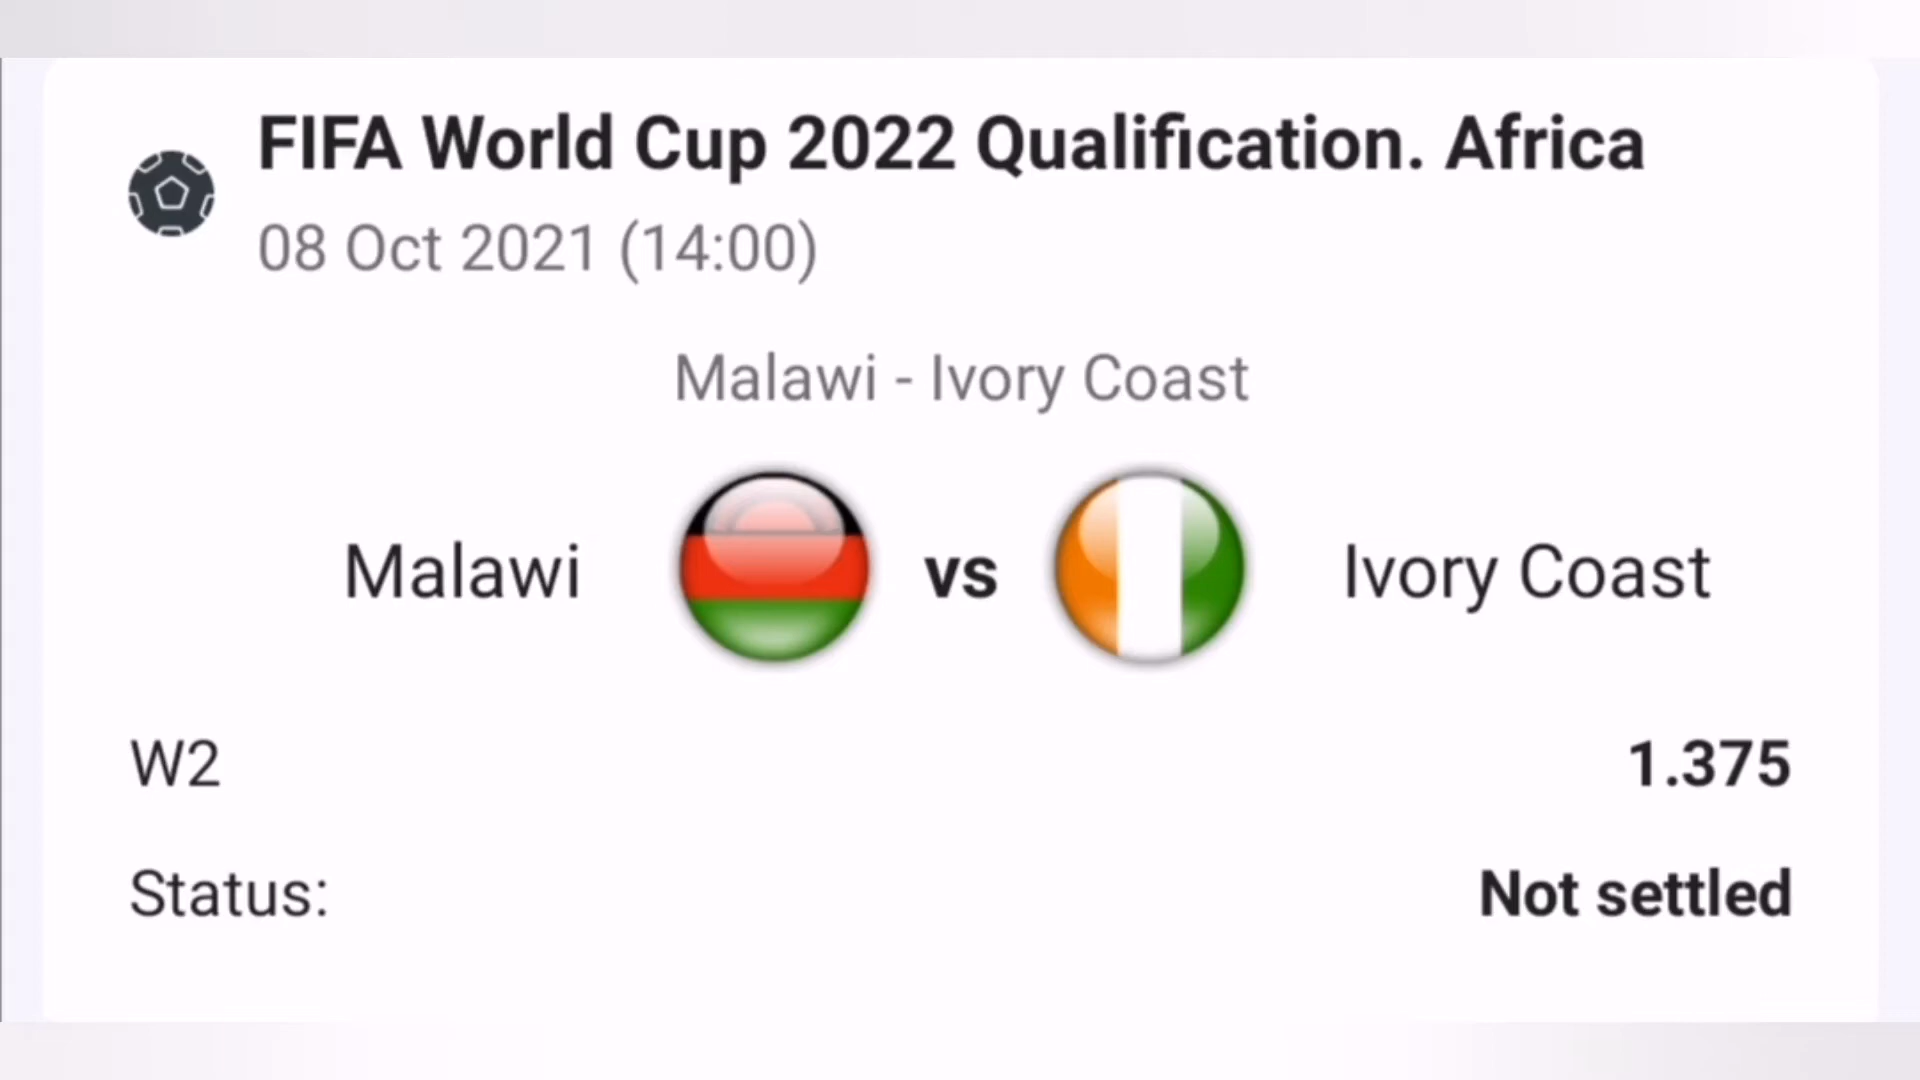 FIFA World Cup 2022 Qualification. Africa
08 Oct 2021 (14:00)
Malawi - Ivory Coast
Malawi vs Ivory Coast
W2 1.375
Status: Not settled